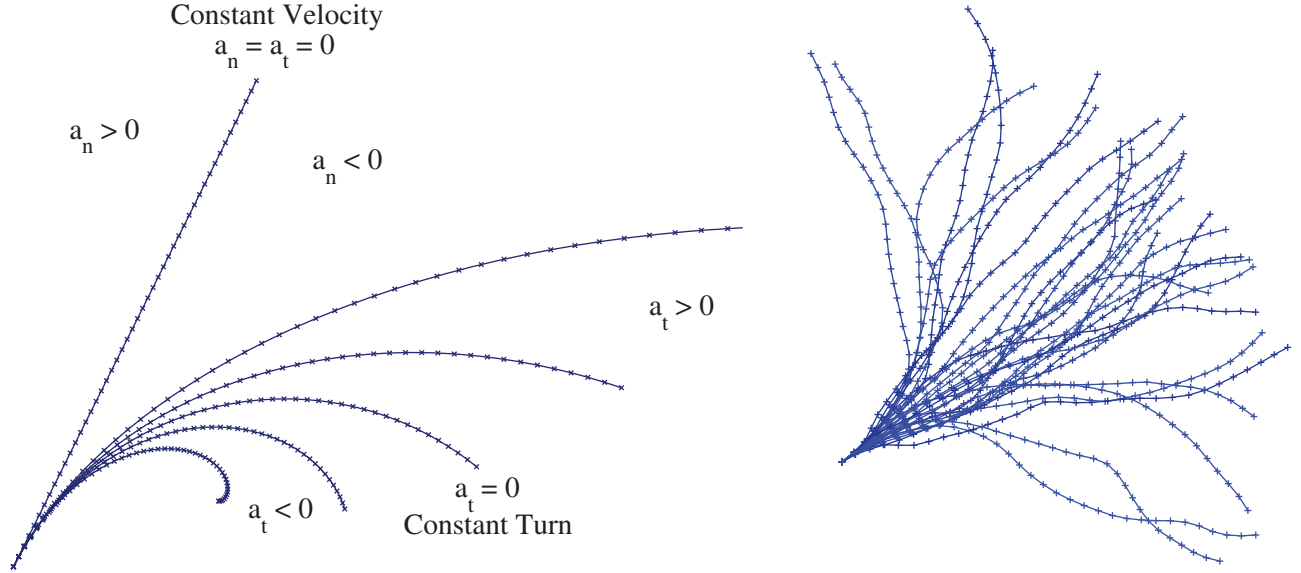 Constant Velocity
a_n = a_t = 0
a_n > 0
a_n < 0
a_t > 0
a_t = 0
a_t < 0
Constant Turn